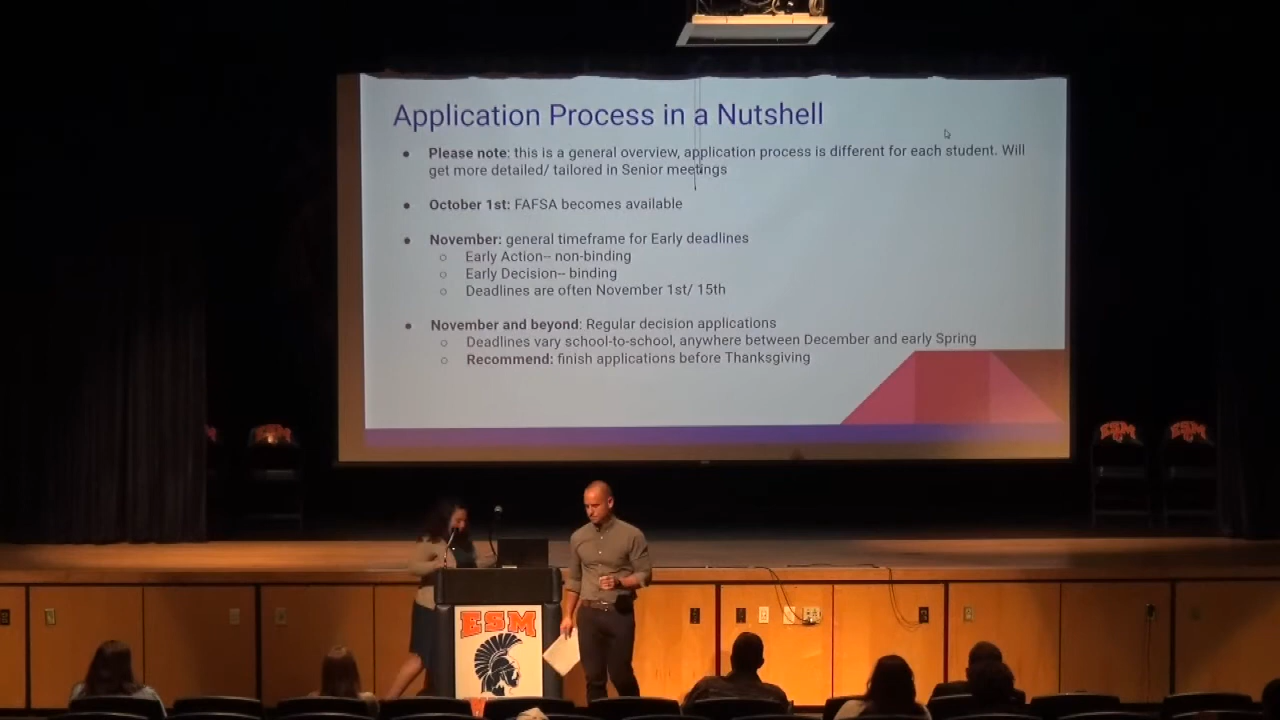 Application Process in a Nutshell
● Please note: this is a general overview, application process is different for each student. Will
get more detailed/ tailored in Senior meetings
● October 1st: FAFSA becomes available
● November: general timeframe for Early deadlines
○ Early Action-- non-binding
○ Early Decision-- binding
○ Deadlines are often November 1st/ 15th
● November and beyond: Regular decision applications
○ Deadlines vary school-to-school, anywhere between December and early Spring
○ Recommend: finish applications before Thanksgiving
ESM
ESM
ESM